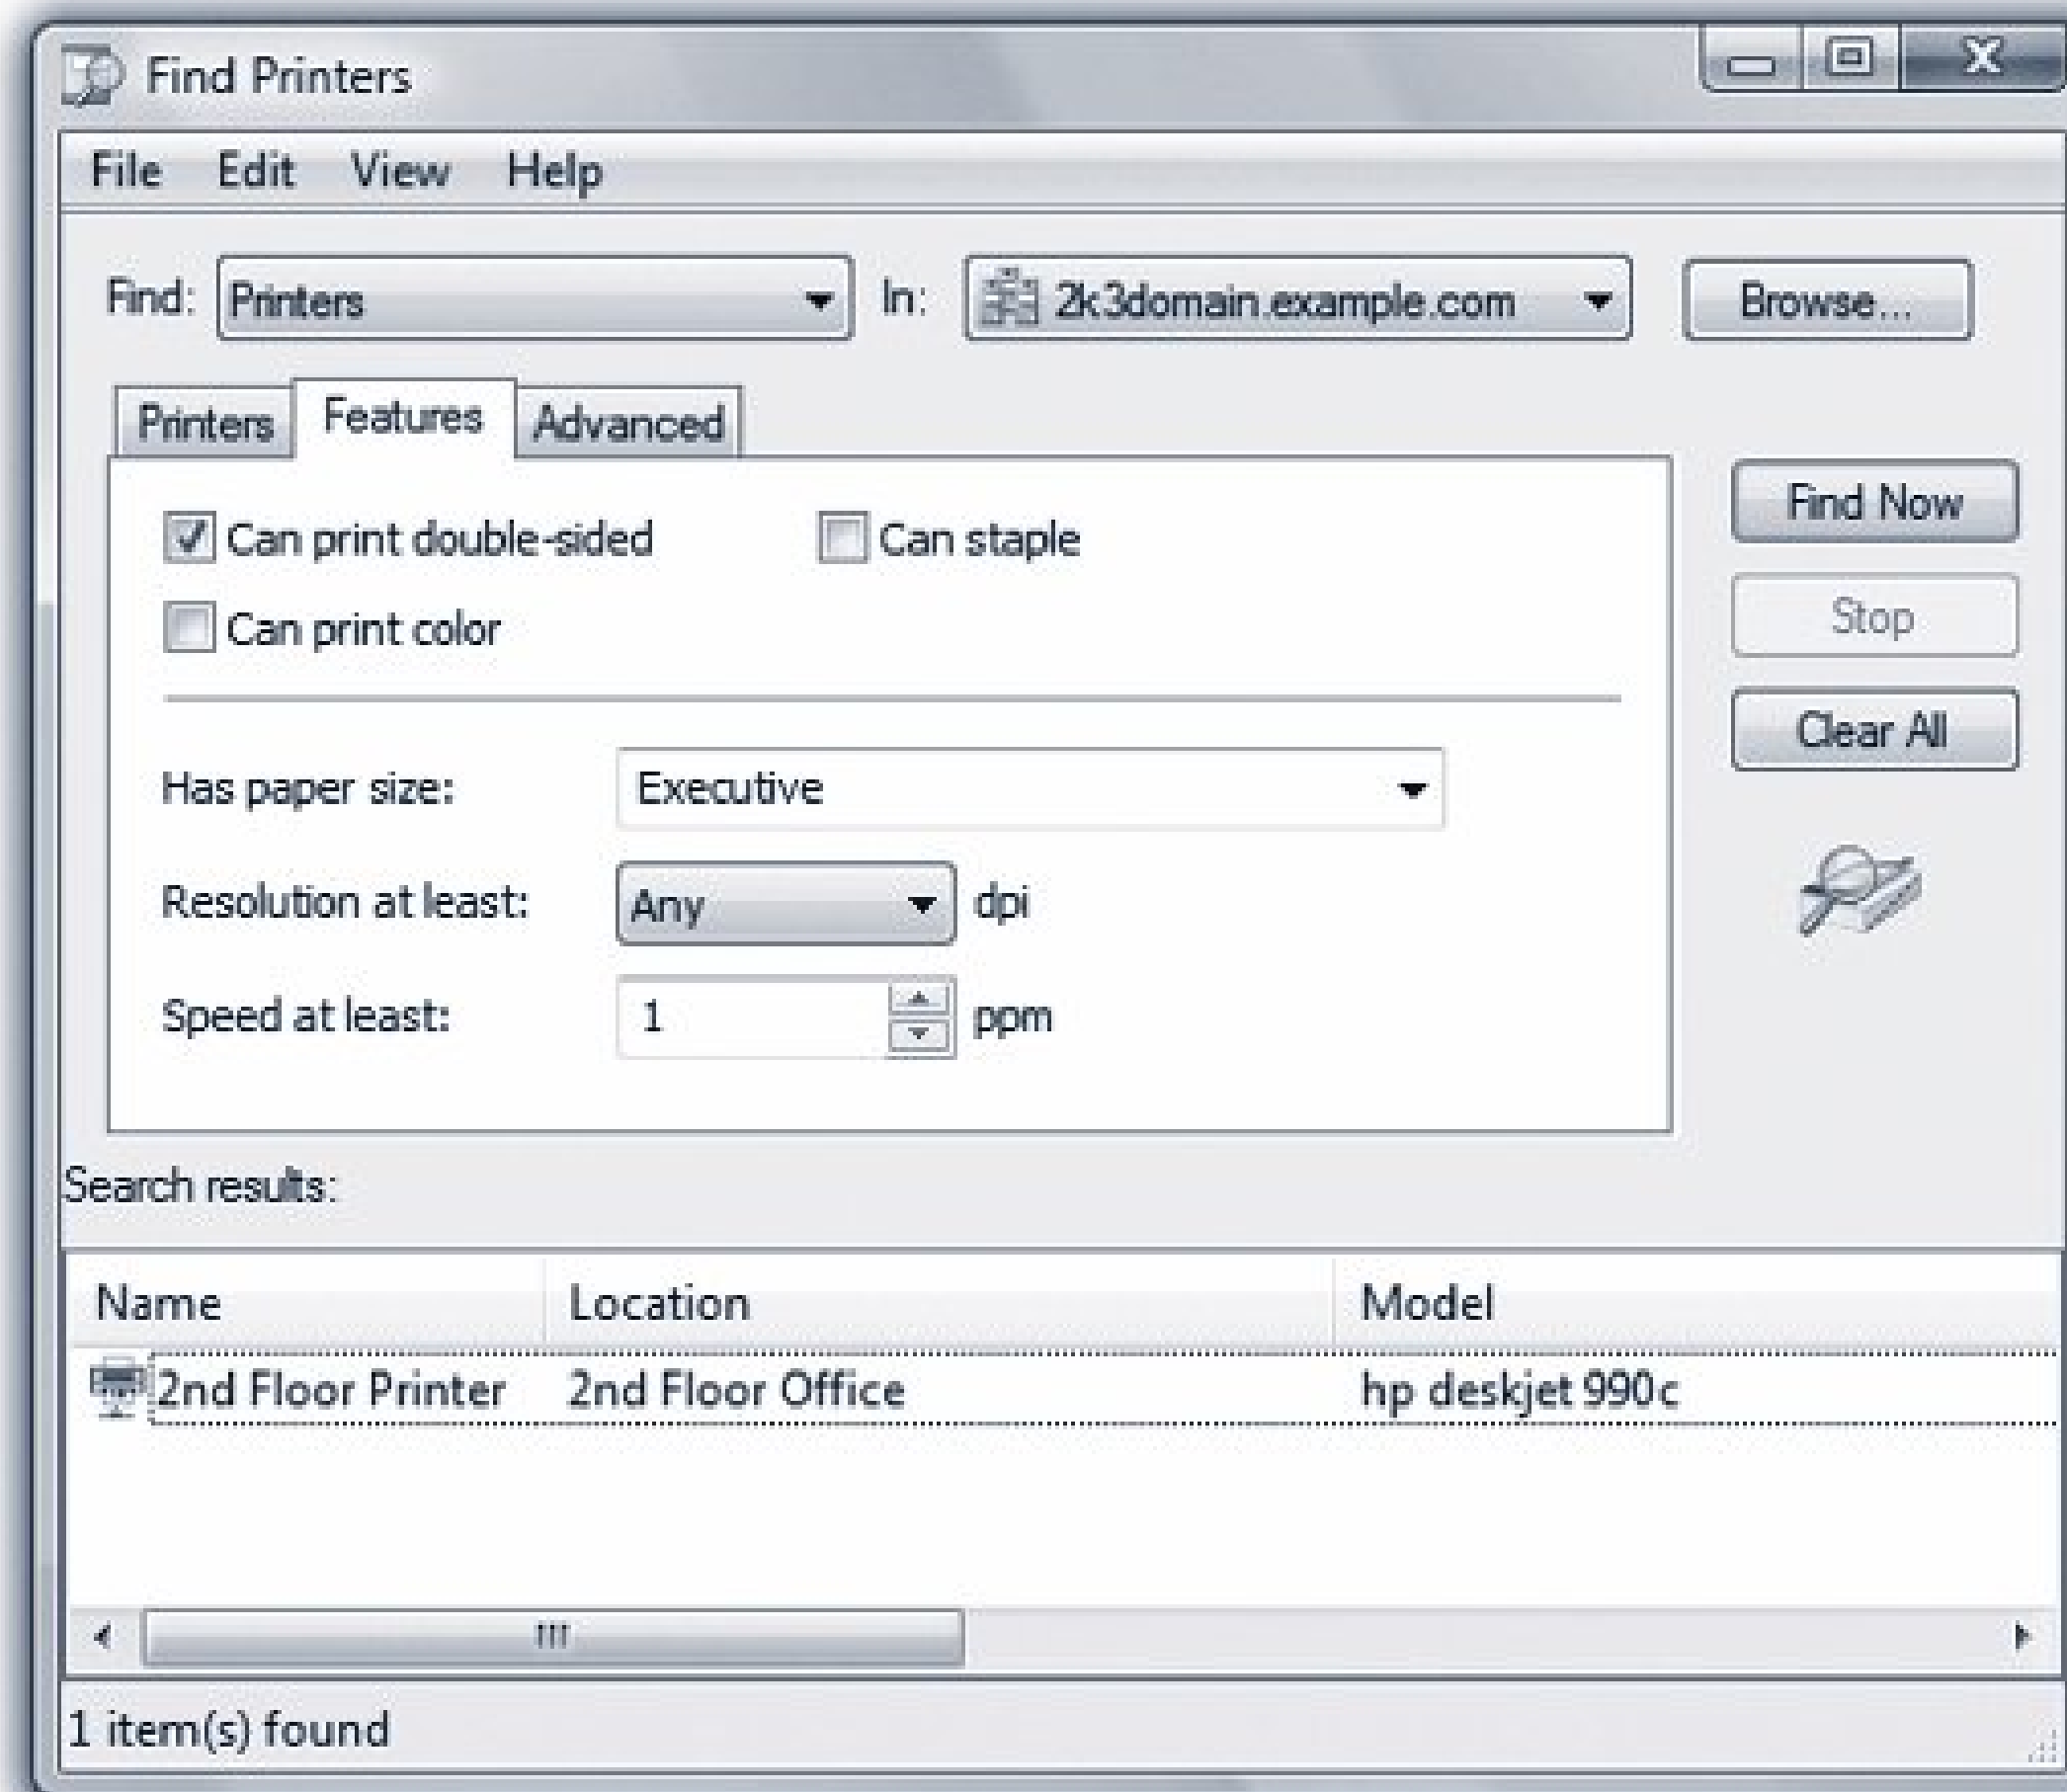 Find Printers
File Edit View Help
Find: Printers In: 2k3domain.example.com Browse...
Printers Features Advanced
Can print double-sided Can staple Find Now
Can print color Stop
Clear All
Has paper size: Executive
Resolution at least: Any dpi
Speed at least: 1 ppm
Search results:
Name Location Model
2nd Floor Printer 2nd Floor Office hp deskjet 990c
1 item(s) found